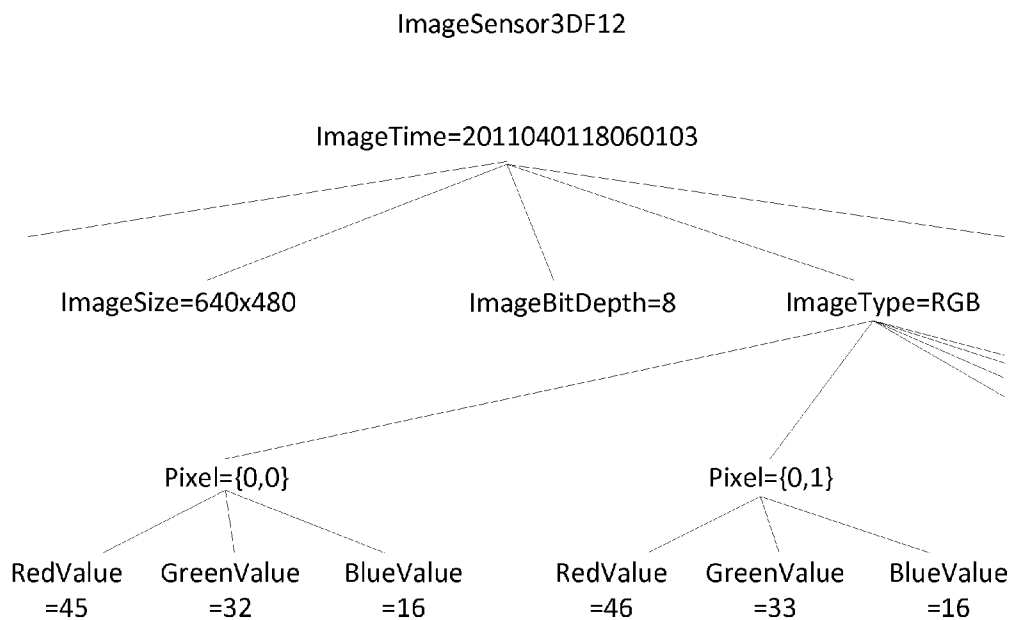 ImageSensor3DF12
ImageTime=2011040118060103
ImageSize=640x480
ImageBitDepth=8
ImageType=RGB
Pixel={0,0}
Pixel={0,1}
RedValue
=45
GreenValue
=32
BlueValue
=16
RedValue
=46
GreenValue
=33
BlueValue
=16